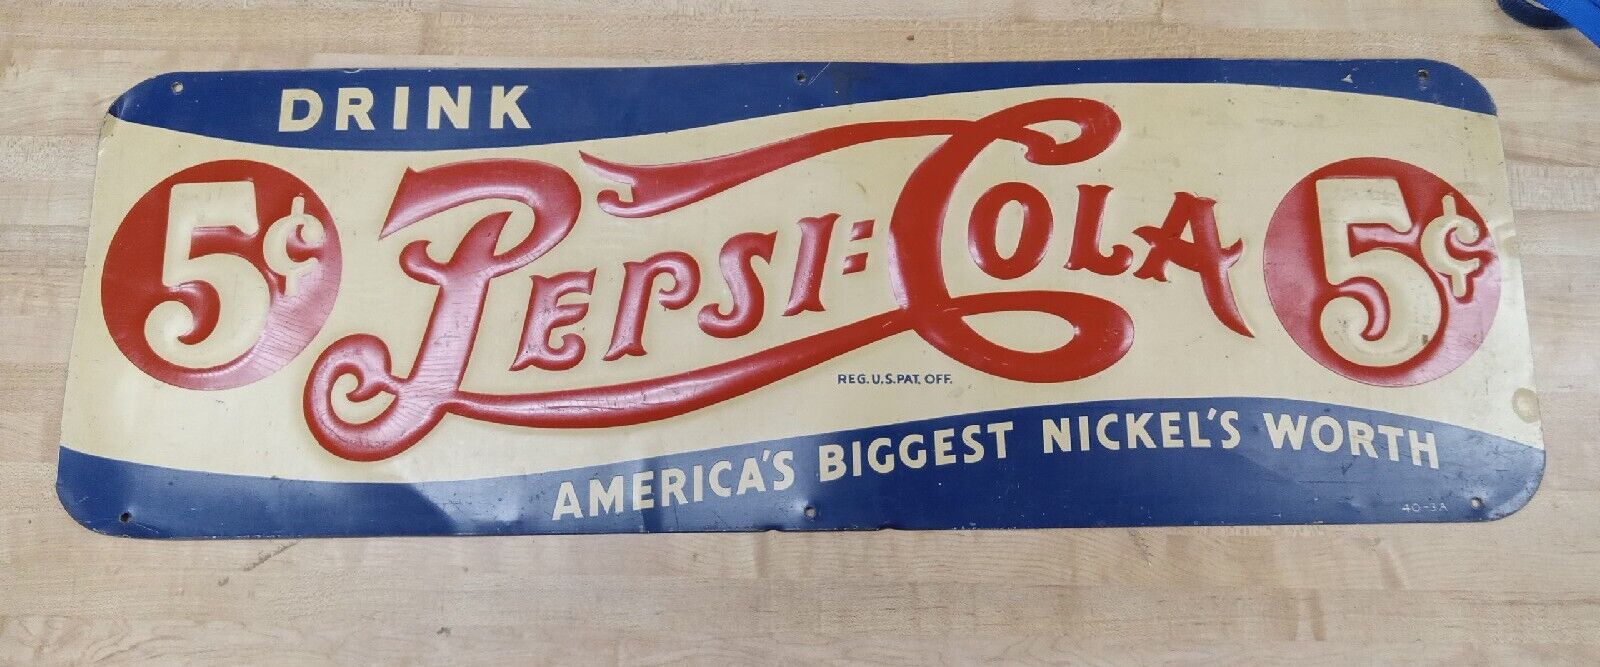 DRINK
5¢ PEPSI=COLA 5¢
REG. U.S. PAT. OFF.
AMERICA'S BIGGEST NICKEL'S WORTH
40-3A